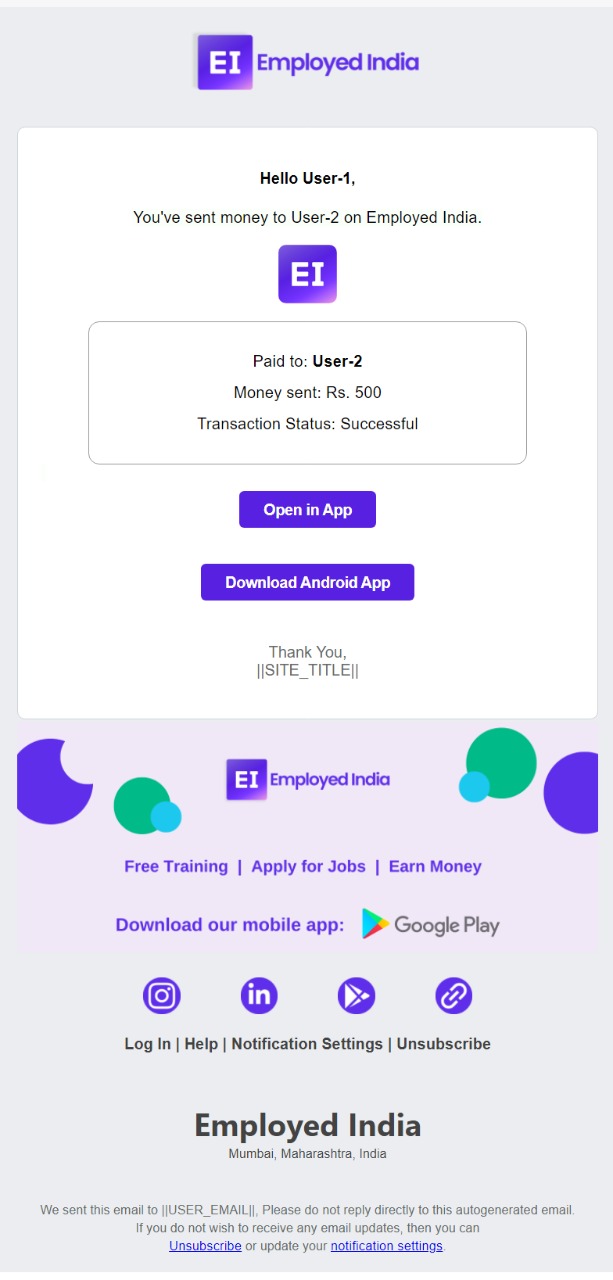 EI Employed India
Hello User-1,
You've sent money to User-2 on Employed India.
EI
Paid to: User-2
Money sent: Rs. 500
Transaction Status: Successful
Open in App
Download Android App
Thank You,
||SITE_TITLE||
EI Employed India
Free Training | Apply for Jobs | Earn Money
Download our mobile app: Google Play
in
Log In | Help | Notification Settings | Unsubscribe
Employed India
Mumbai, Maharashtra, India
We sent this email to ||USER_EMAIL||, Please do not reply directly to this autogenerated email.
If you do not wish to receive any email updates, then you can
Unsubscribe or update your notification settings.